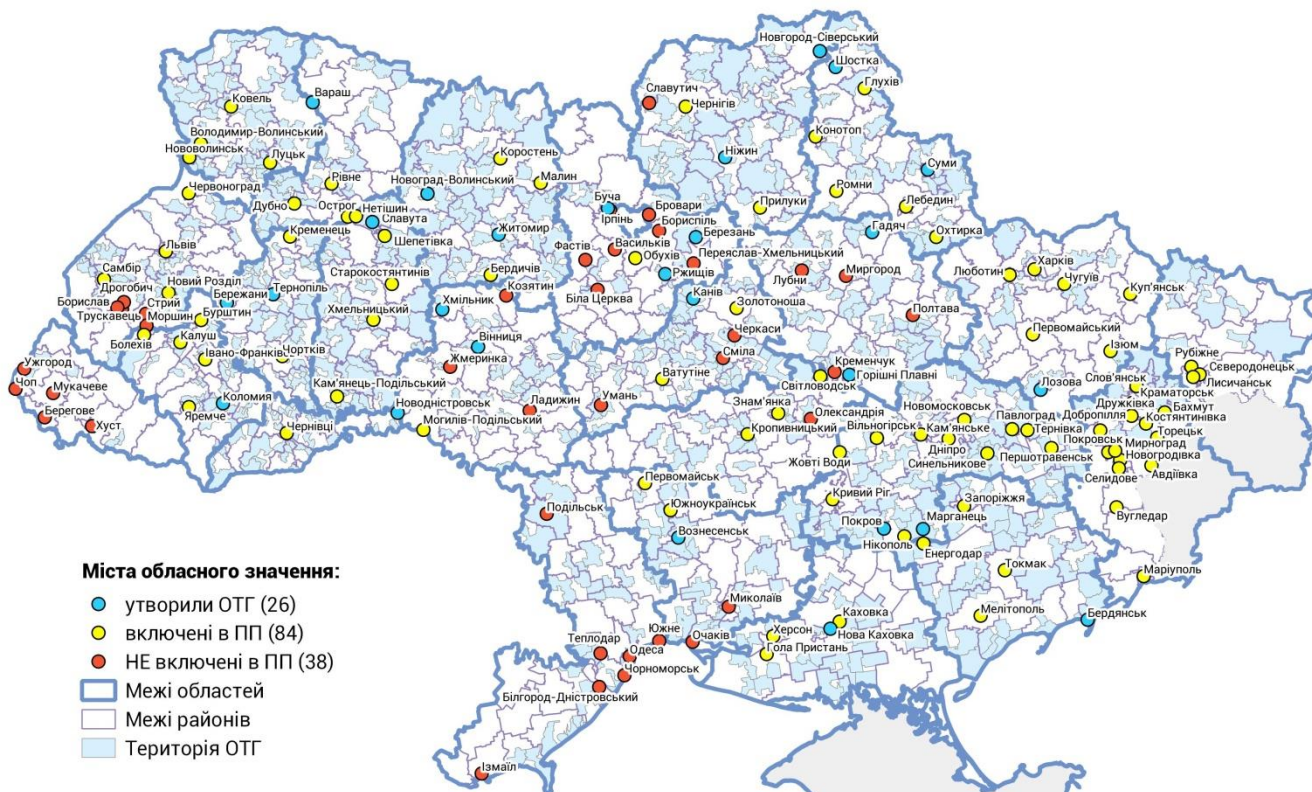 Новгород-Сіверський
Шостка
Глухів
Славутич
Чернігів
Конотоп
Ковель
Вараш
Володимир-Волинський
Нововолинськ
Луцьк
Коростень
Ніжин
Суми
Червоноград
Рівне
Новоград-Волинський
Малин
Ромни
Лебедин
Дубно
Острог
Нетішин
Славута
Буча
Ірпінь
Бровари
Бориспіль
Прилуки
Гадяч
Охтирка
Кременець
Шепетівка
Житомир
Фастів
Васильків
Обухів
Березань
Переяслав-Хмельницький
Львів
Старокостянтинів
Бердичів
Ржищів
Лубни
Миргород
Люботин
Харків
Чугуїв
Самбір
Дрогобич
Новий Розділ
Тернопіль
Козятин
Біла Церква
Канів
Куп'янськ
Борислав
Стрий
Бережани
Хмільник
Золотоноша
Полтава
Трускавець
Моршин
Бурштин
Хмельницький
Вінниця
Черкаси
Первомайський
Болехів
Калуш
Івано-Франківськ
Чортків
Жмеринка
Сміла
Ізюм
Ужгород
Кам'янець-Подільський
Ватутіне
Кременчук
Горішні Плавні
Рубіжне
Сєвєродонецьк
Чоп
Мукачеве
Коломия
Новодністровськ
Ладижин
Умань
Світловодськ
Лозова
Слов'янськ
Лисичанськ
Краматорськ
Берегове
Хуст
Яремче
Чернівці
Могилів-Подільський
Знам'янка
Олександрія
Новомосковськ
Павлоград
Добропілля
Дружківка
Бахмут
Костянтинівка
Кропивницький
Вільногірськ
Кам'янське
Тернівка
Покровськ
Торецьк
Мирноград
Дніпро
Жовті Води
Синельникове
Першотравенськ
Новогродівка
Авдіївка
Селидове
Первомайськ
Южноукраїнськ
Кривий Ріг
Запоріжжя
Подільськ
Вознесенськ
Покров
Марганець
Вугледар
Нікополь
Енергодар
Токмак
Маріуполь
Миколаїв
Каховка
Мелітополь
Бердянськ
Южне
Очаків
Херсон
Нова Каховка
Теплодар
Одеса
Гола Пристань
Чорноморськ
Білгород-Дністровський
Ізмаїл
Міста обласного значення:
утворили ОТГ (26)
включені в ПП (84)
НЕ включені в ПП (38)
Межі областей
Межі районів
Територія ОТГ